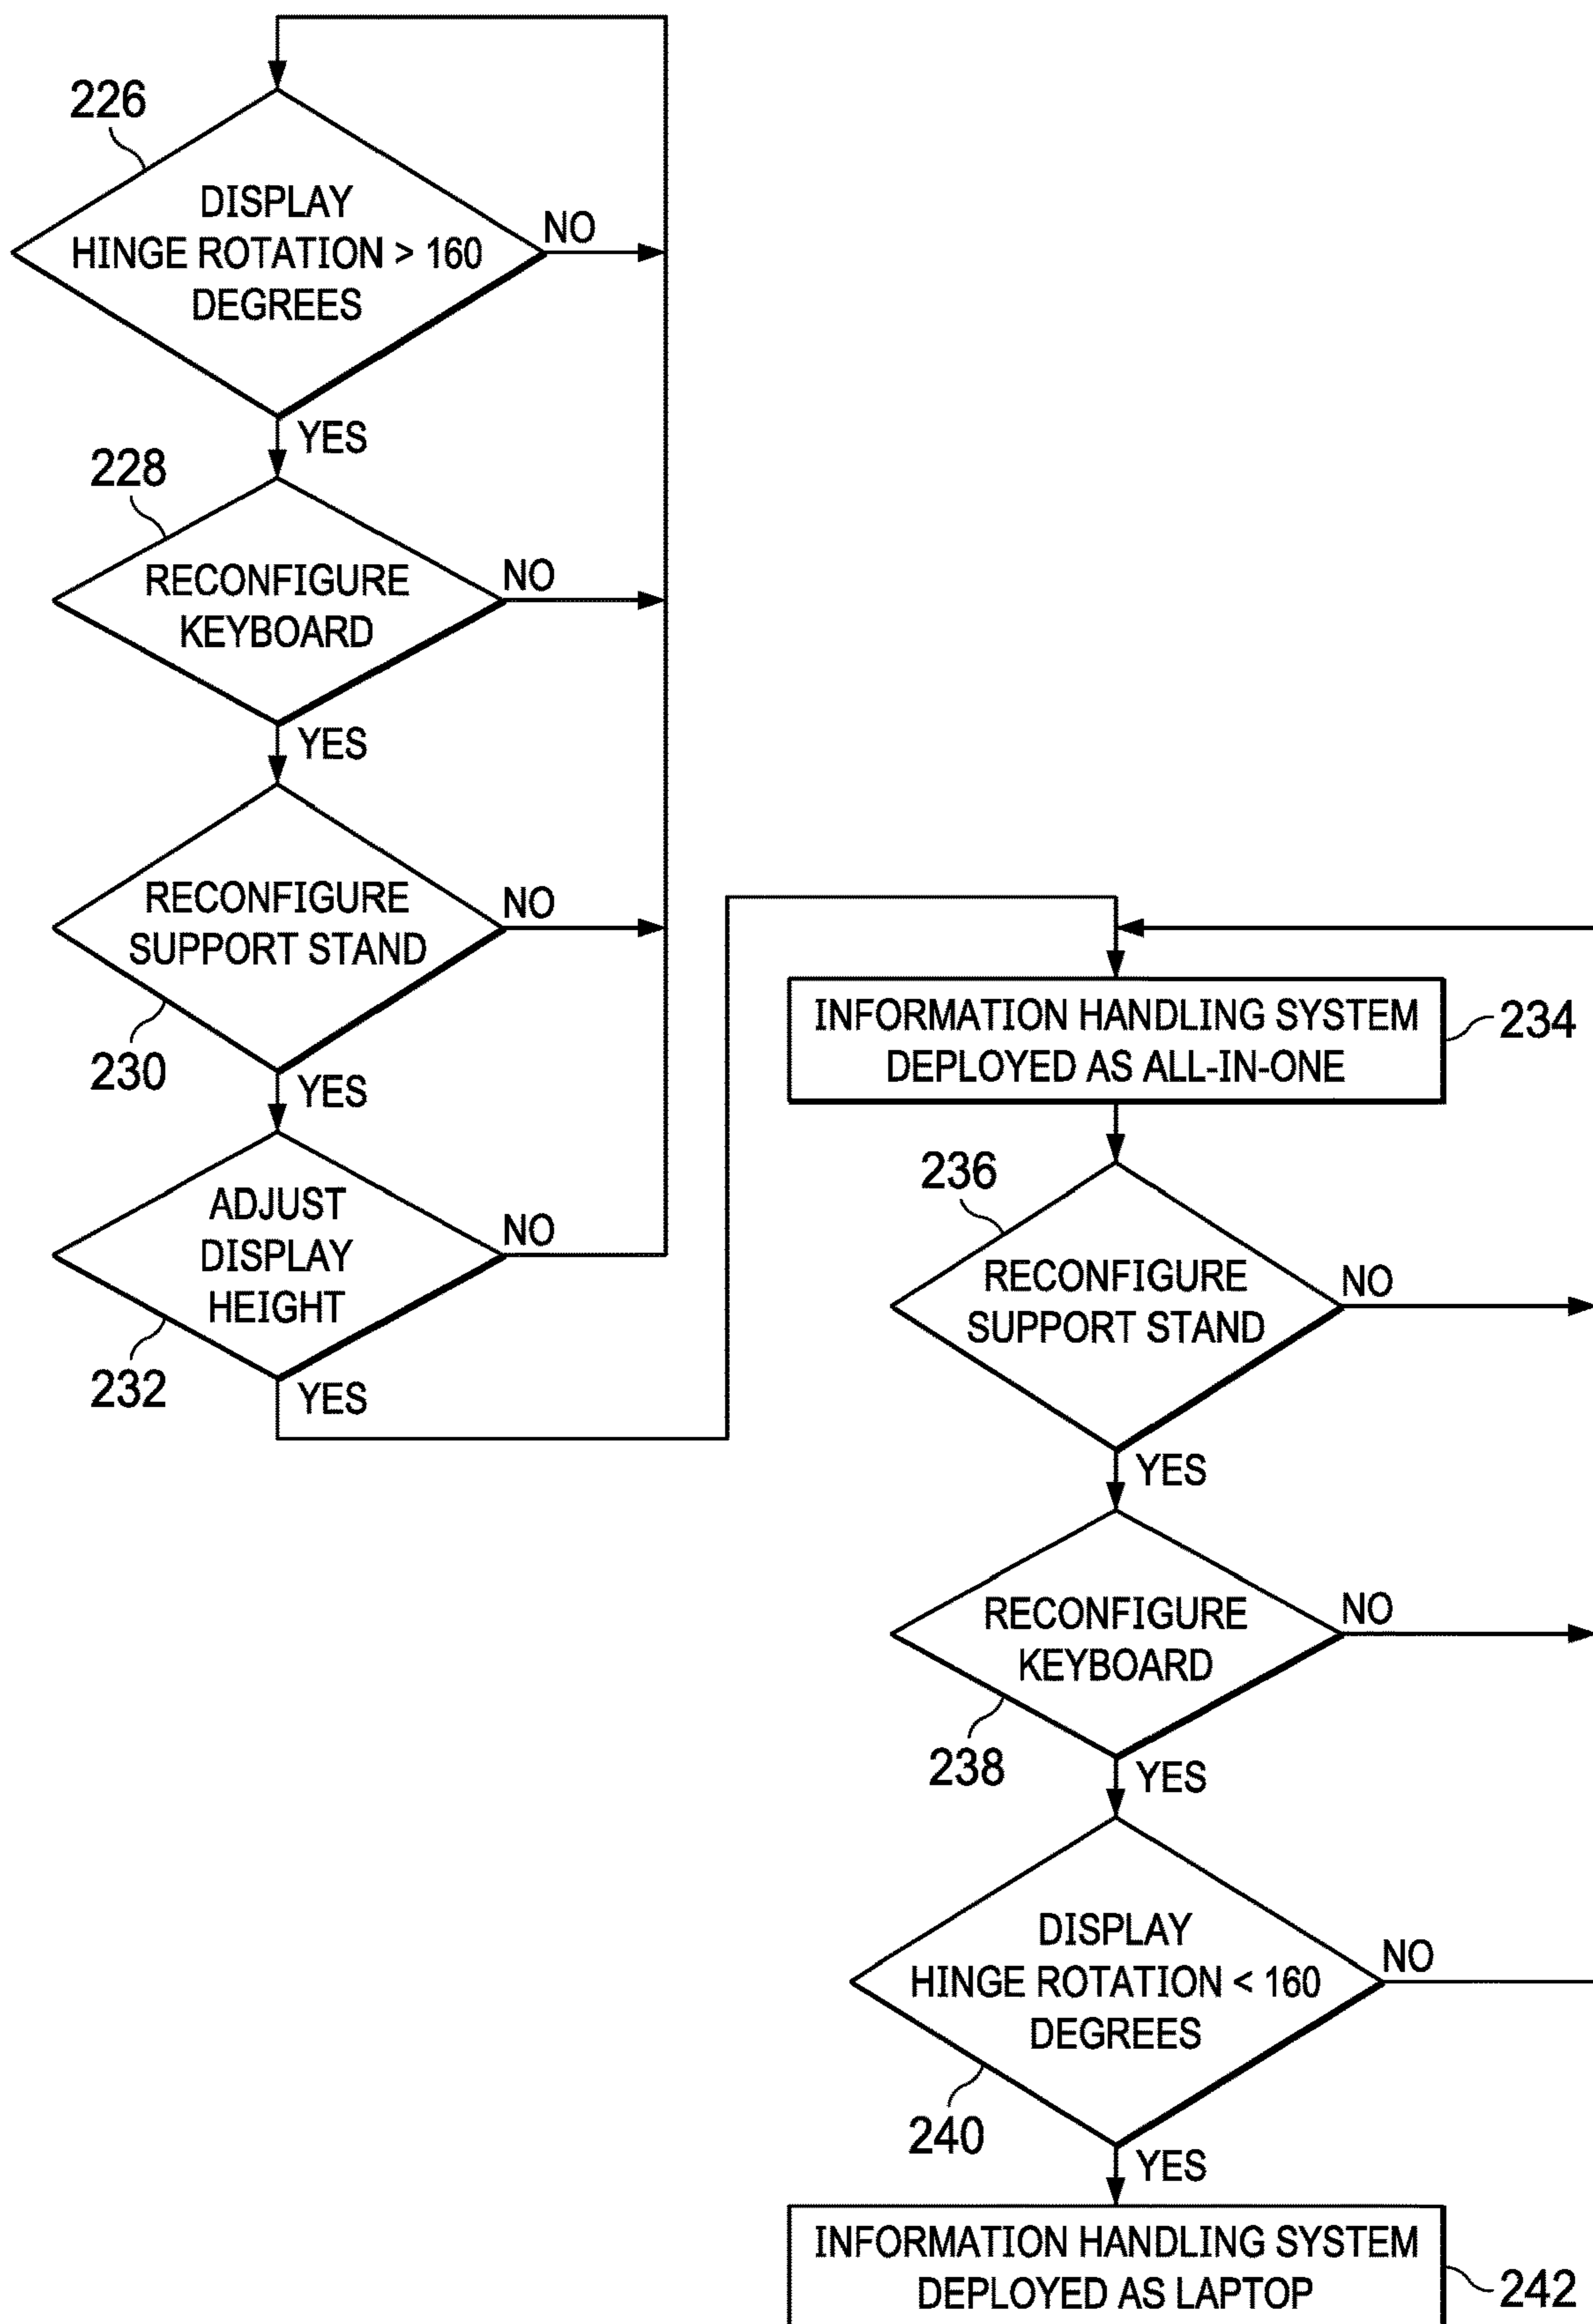 226
DISPLAY
HINGE ROTATION > 160
DEGREES
NO
YES
228
RECONFIGURE
KEYBOARD
NO
YES
RECONFIGURE
SUPPORT STAND
NO
230
YES
ADJUST
DISPLAY
HEIGHT
NO
232
YES
INFORMATION HANDLING SYSTEM
DEPLOYED AS ALL-IN-ONE
234
236
RECONFIGURE
SUPPORT STAND
NO
YES
RECONFIGURE
KEYBOARD
NO
238
YES
DISPLAY
HINGE ROTATION < 160
DEGREES
NO
240
YES
INFORMATION HANDLING SYSTEM
DEPLOYED AS LAPTOP
242